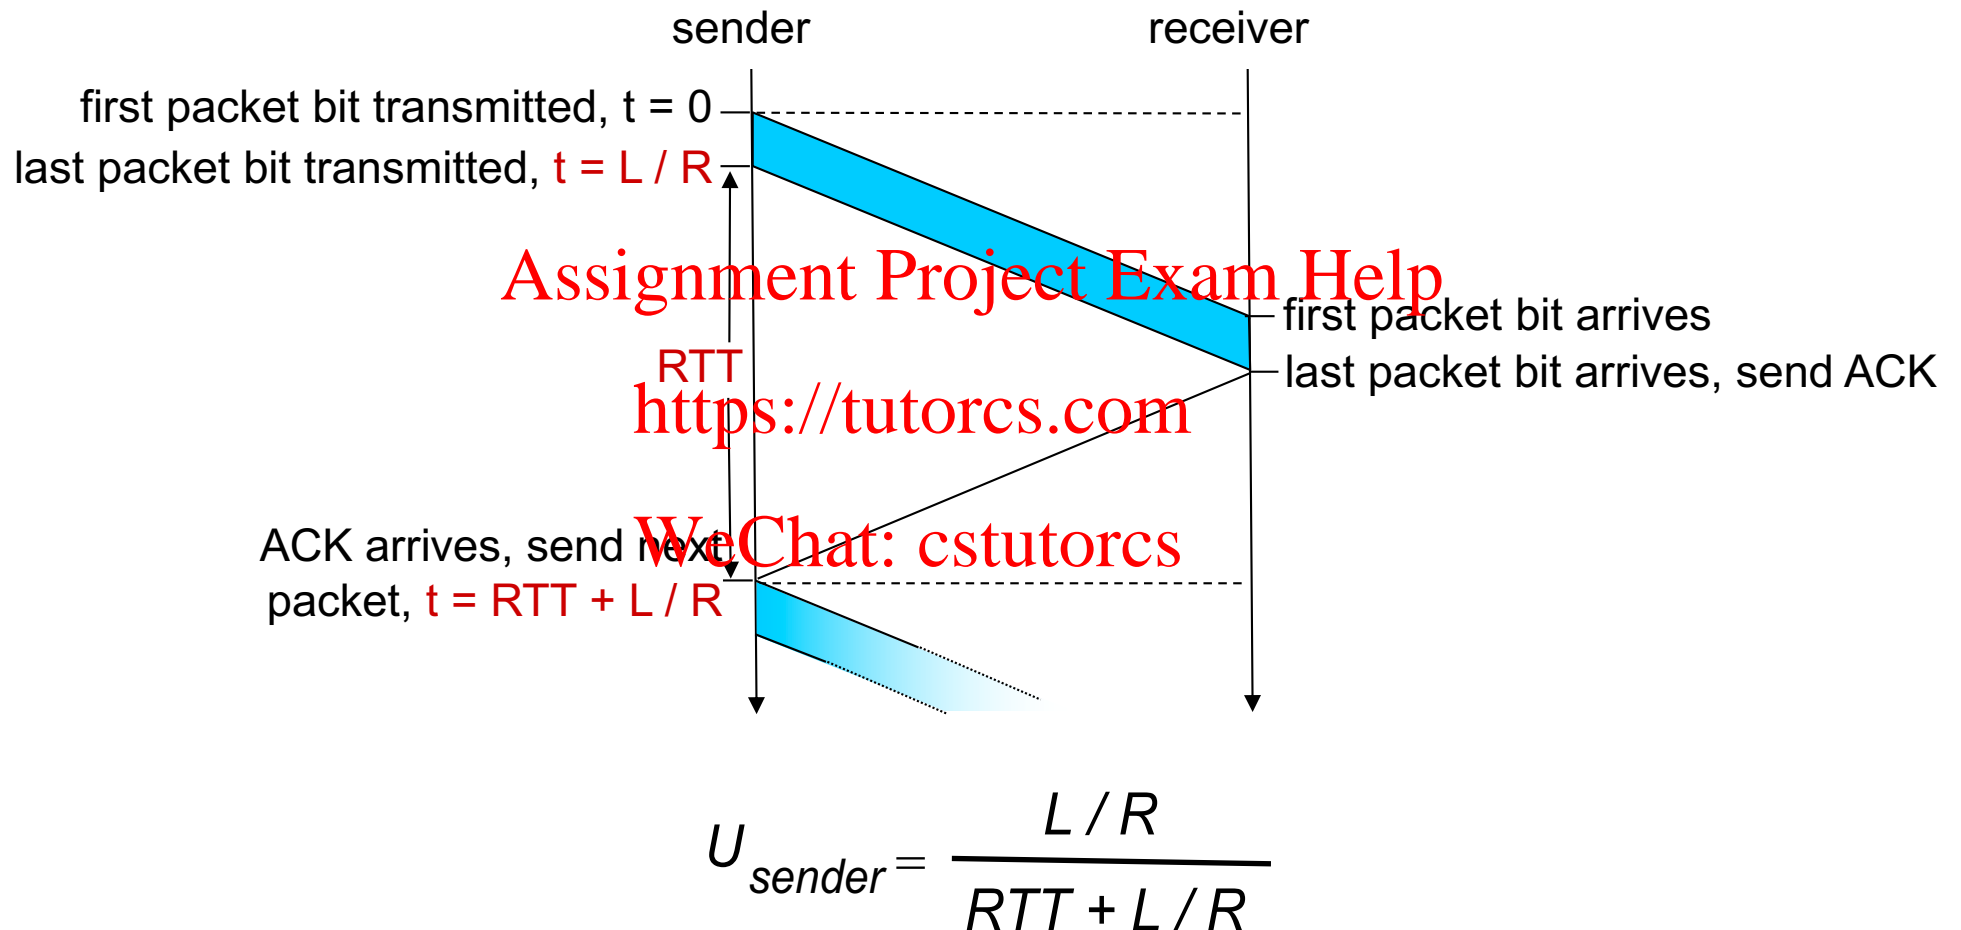 sender
receiver
first packet bit transmitted, t = 0
last packet bit transmitted, t = L / R
Assignment Project Exam Help
first packet bit arrives
RTT
last packet bit arrives, send ACK
https://tutorcs.com
ACK arrives, send next
WeChat: cstutorcs
packet, t = RTT + L / R
U sender = L / R
RTT + L / R